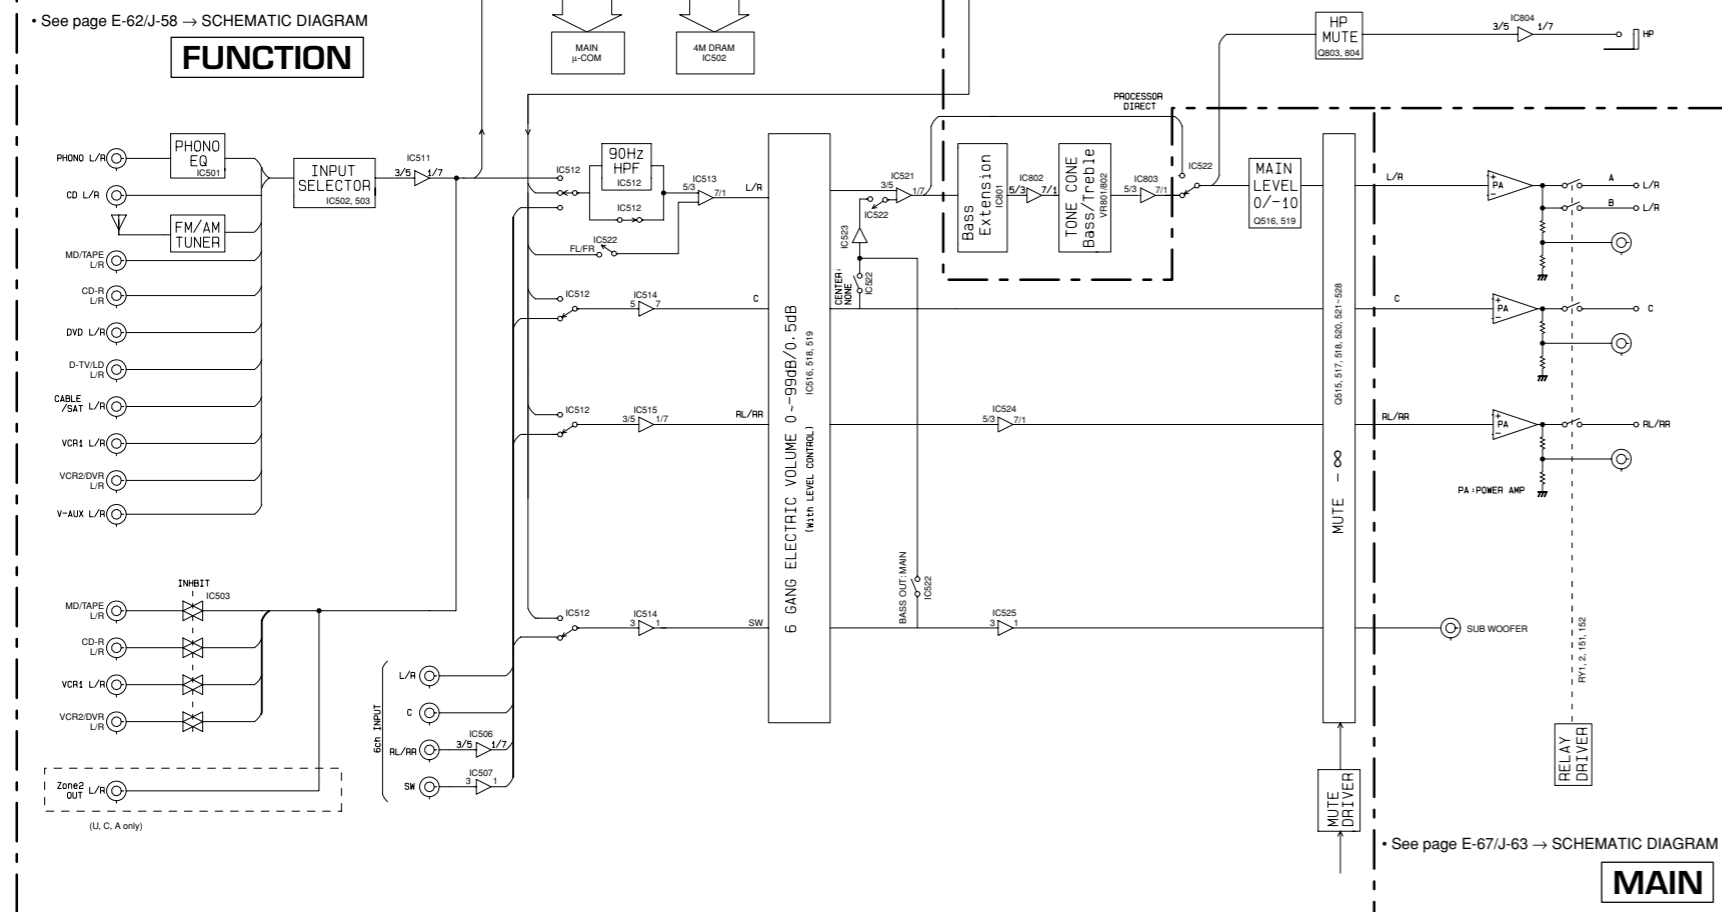 • See page E-62/J-58 → SCHEMATIC DIAGRAM
FUNCTION
MAIN
µ-COM
4M DRAM
IC502
HP
MUTE
Q803, 804
3/5
IC804
1/7
HP
PROCESSOR
DIRECT
PHONO L/R
PHONO
EQ
IC501
CD L/R
FM/AM
TUNER
MD/TAPE
L/R
CD-R
L/R
DVD L/R
D-TV/LD
L/R
CABLE
/SAT L/R
VCR1 L/R
VCR2/DVR
L/R
V-AUX L/R
INPUT
SELECTOR
IC502, 503
IC511
3/5
1/7
IC512
90Hz
HPF
IC512
IC512
IC513
5/3
7/1
L/R
FL/FR
IC522
IC512
IC514
5
7
C
IC512
IC515
3/5
1/7
RL/RR
IC512
IC514
3
1
SW
6 GANG ELECTRIC VOLUME 0~-99dB/0.5dB
(With LEVEL CONTROL)
IC516, 518, 519
IC521
3/5
1/7
IC522
IC523
CENTER:
NONE
IC522
Bass
Extension
IC801
IC802
5/3
7/1
TONE CONE
Bass/Treble
VR801/802
IC803
5/3
7/1
IC522
MAIN
LEVEL
0/-10
Q516, 519
IC524
5/3
7/1
BASS OUT: MAIN
IC522
IC525
3
1
MUTE -∞
Q515, 517, 518, 520, 521~528
L/R
PA
+
−
A
L/R
B
L/R
C
PA
+
−
C
RL/RR
PA
+
−
RL/RR
PA :POWER AMP
SUB WOOFER
RY1, 2, 151, 152
RELAY
DRIVER
MUTE
DRIVER
INHBIT
IC503
MD/TAPE
L/R
CD-R
L/R
VCR1 L/R
VCR2/DVR
L/R
Zone2
OUT L/R
(U, C, A only)
6ch INPUT
L/R
C
RL/RR
IC506
3/5
1/7
SW
IC507
3
1
• See page E-67/J-63 → SCHEMATIC DIAGRAM
MAIN